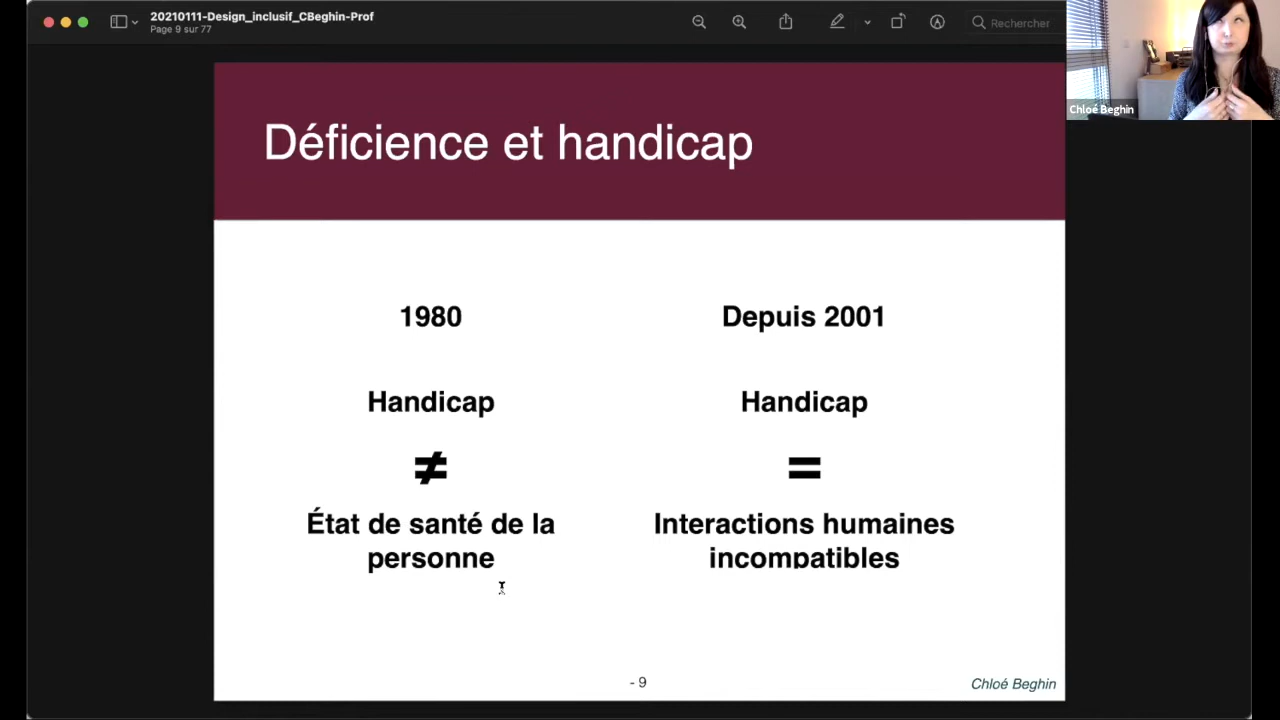 20210111-Design_inclusif_CBeghin-Prof
Page 9 sur 77
Rechercher
Chloé Beghin
Déficience et handicap
1980
Depuis 2001
Handicap
Handicap
≠
=
État de santé de la
personne
Interactions humaines
incompatibles
- 9
Chloé Beghin